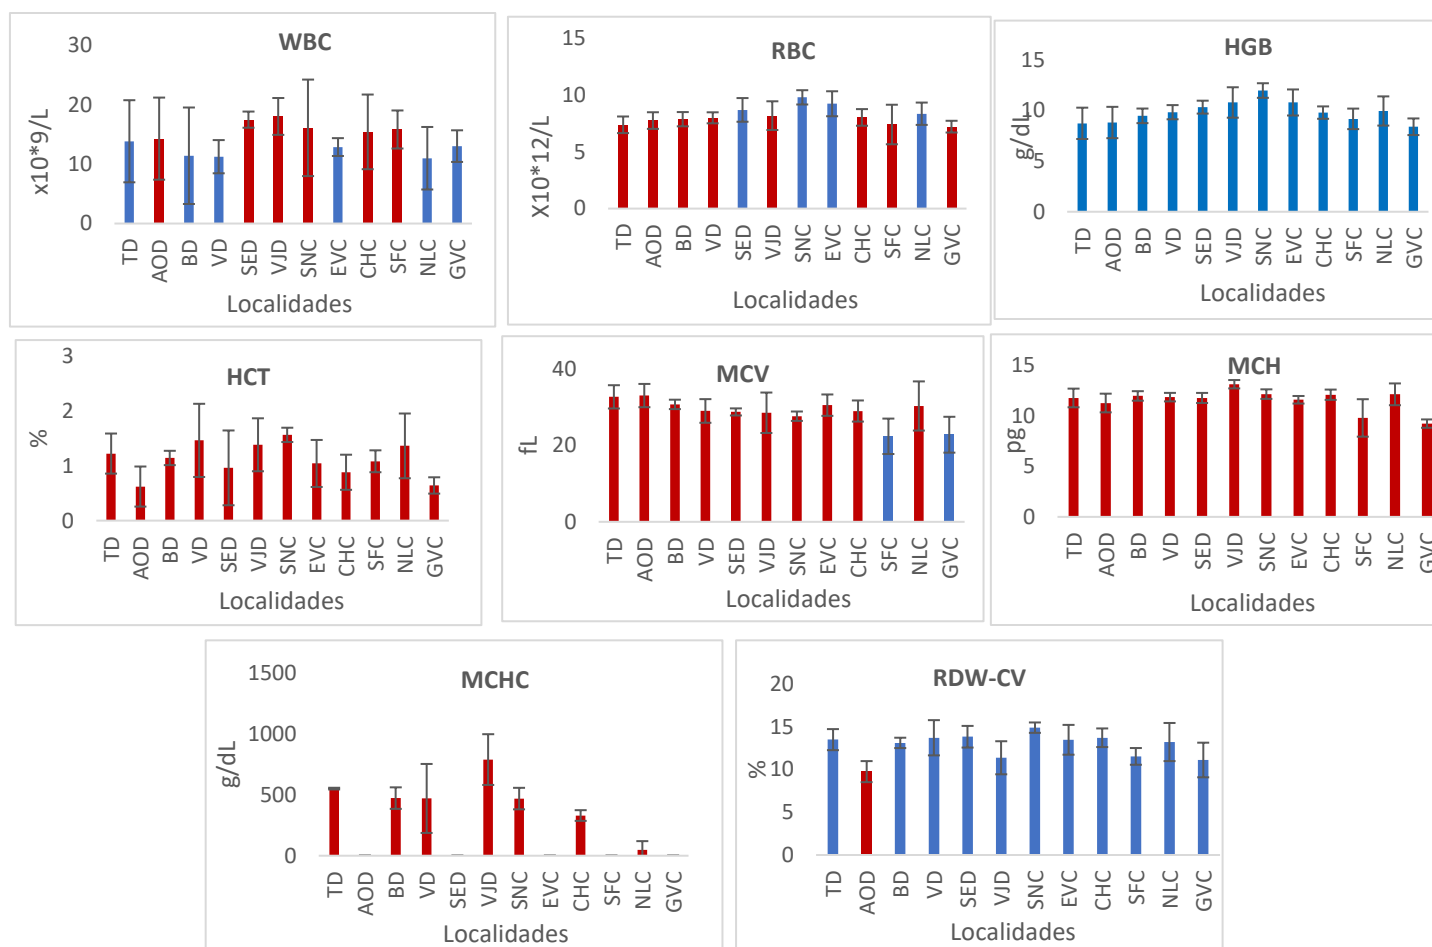 WBC
30
20
10
0
x10*9/L
TD AOD BD VD SED VJD SNC EVC CHC SFC NLC GVC
Localidades
RBC
15
10
5
0
X10*12/L
TD AOD BD VD SED VJD SNC EVC CHC SFC NLC GVC
Localidades
HGB
15
10
5
0
g/dL
TD AOD BD VD SED VJD SNC EVC CHC SFC NLC GVC
Localidades
HCT
3
2
1
0
%
TD AOD BD VD SED VJD SNC EVC CHC SFC NLC GVC
Localidades
MCV
40
20
0
fL
TD AOD BD VD SED VJD SNC EVC CHC SFC NLC GVC
Localidades
MCH
15
10
5
0
pg
TD AOD BD VD SED VJD SNC EVC CHC SFC NLC GVC
Localidades
MCHC
1500
1000
500
0
g/dL
TD AOD BD VD SED VJD SNC EVC CHC SFC NLC GVC
Localidades
RDW-CV
20
15
10
5
0
%
TD AOD BD VD SED VJD SNC EVC CHC SFC NLC GVC
Localidades